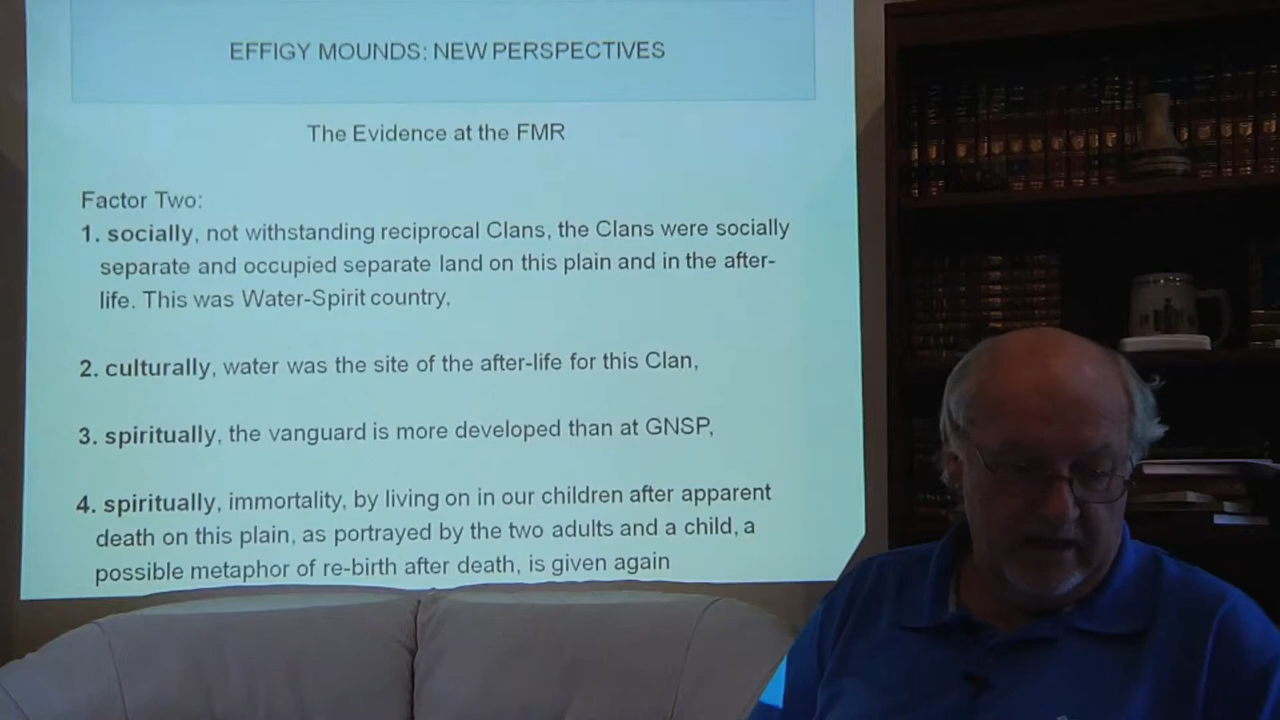 EFFIGY MOUNDS: NEW PERSPECTIVES
The Evidence at the FMR
Factor Two:
1. socially, not withstanding reciprocal Clans, the Clans were socially
separate and occupied separate land on this plain and in the after-
life. This was Water-Spirit country,
2. culturally, water was the site of the after-life for this Clan,
3. spiritually, the vanguard is more developed than at GNSP,
4. spiritually, immortality, by living on in our children after apparent
death on this plain, as portrayed by the two adults and a child, a
possible metaphor of re-birth after death, is given again